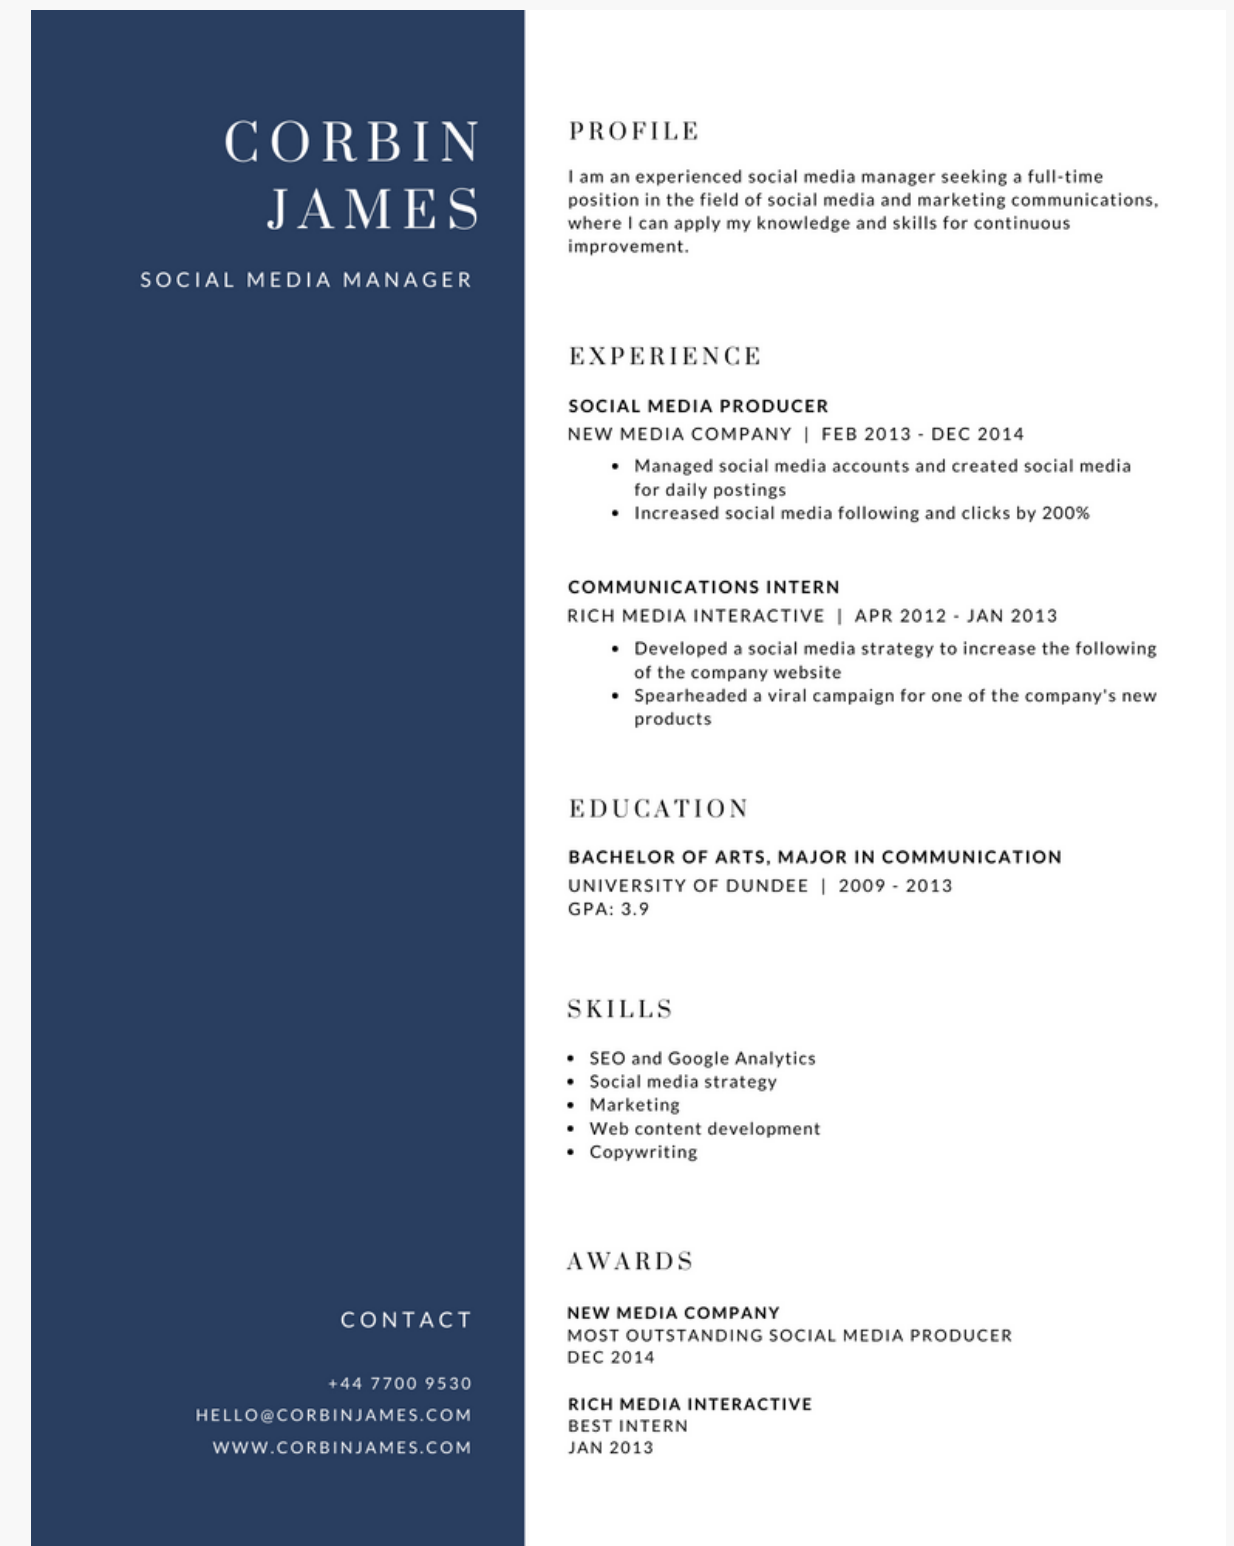 CORBIN
JAMES
SOCIAL MEDIA MANAGER
CONTACT
+44 7700 9530
HELLO@CORBINJAMES.COM
WWW.CORBINJAMES.COM
PROFILE
I am an experienced social media manager seeking a full-time
position in the field of social media and marketing communications,
where I can apply my knowledge and skills for continuous
improvement.
EXPERIENCE
SOCIAL MEDIA PRODUCER
NEW MEDIA COMPANY | FEB 2013 - DEC 2014
• Managed social media accounts and created social media
for daily postings
• Increased social media following and clicks by 200%
COMMUNICATIONS INTERN
RICH MEDIA INTERACTIVE | APR 2012 - JAN 2013
• Developed a social media strategy to increase the following
of the company website
• Spearheaded a viral campaign for one of the company's new
products
EDUCATION
BACHELOR OF ARTS, MAJOR IN COMMUNICATION
UNIVERSITY OF DUNDEE | 2009 - 2013
GPA: 3.9
SKILLS
• SEO and Google Analytics
• Social media strategy
• Marketing
• Web content development
• Copywriting
AWARDS
NEW MEDIA COMPANY
MOST OUTSTANDING SOCIAL MEDIA PRODUCER
DEC 2014
RICH MEDIA INTERACTIVE
BEST INTERN
JAN 2013